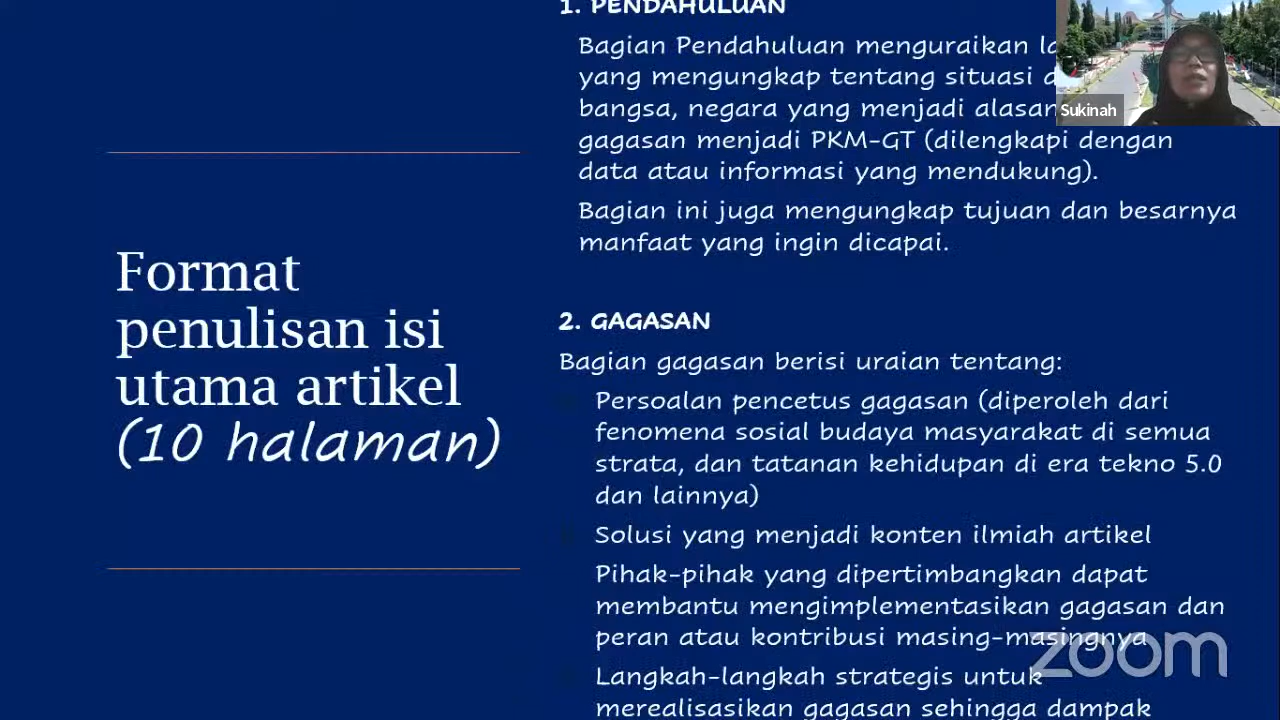 Format
penulisan isi
utama artikel
(10 halaman)
1. PENDAHULUAN
Bagian Pendahuluan menguraikan
yang mengungkap tentang situasi
bangsa, negara yang menjadi alasan
gagasan menjadi PKM-GT (dilengkapi dengan
data atau informasi yang mendukung).
Bagian ini juga mengungkap tujuan dan besarnya
manfaat yang ingin dicapai.
2. GAGASAN
Bagian gagasan berisi uraian tentang:
Persoalan pencetus gagasan (diperoleh dari
fenomena sosial budaya masyarakat di semua
strata, dan tatanan kehidupan di era tekno 5.0
dan lainnya)
Solusi yang menjadi konten ilmiah artikel
Pihak-pihak yang dipertimbangkan dapat
membantu mengimplementasikan gagasan dan
peran atau kontribusi masing-masingnya
Langkah-langkah strategis untuk
merealisasikan gagasan sehingga dampak
Sukinah
zoom